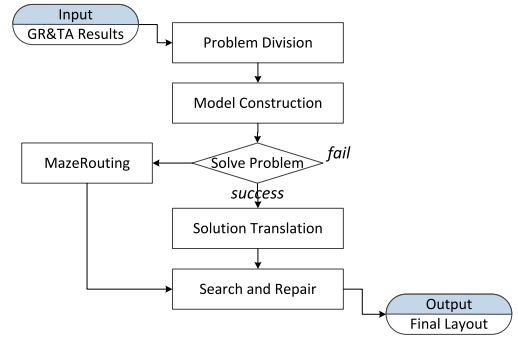 Input
GR&TA Results
Problem Division
Model Construction
MazeRouting
Solve Problem
fail
success
Solution Translation
Search and Repair
Output
Final Layout